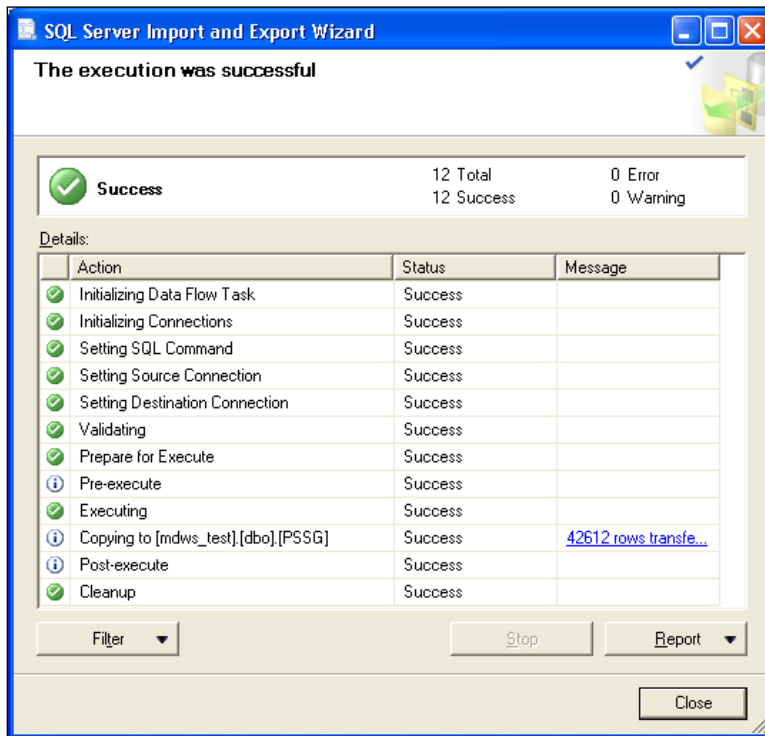 SQL Server Import and Export Wizard
The execution was successful
Success 12 Total 0 Error
12 Success 0 Warning
Details:
Action Status Message
Initializing Data Flow Task Success
Initializing Connections Success
Setting SQL Command Success
Setting Source Connection Success
Setting Destination Connection Success
Validating Success
Prepare for Execute Success
Pre-execute Success
Executing Success
Copying to [mdws_test].[dbo].[PSSG] Success 42612 rows transfe...
Post-execute Success
Cleanup Success
Filter Stop Report
Close